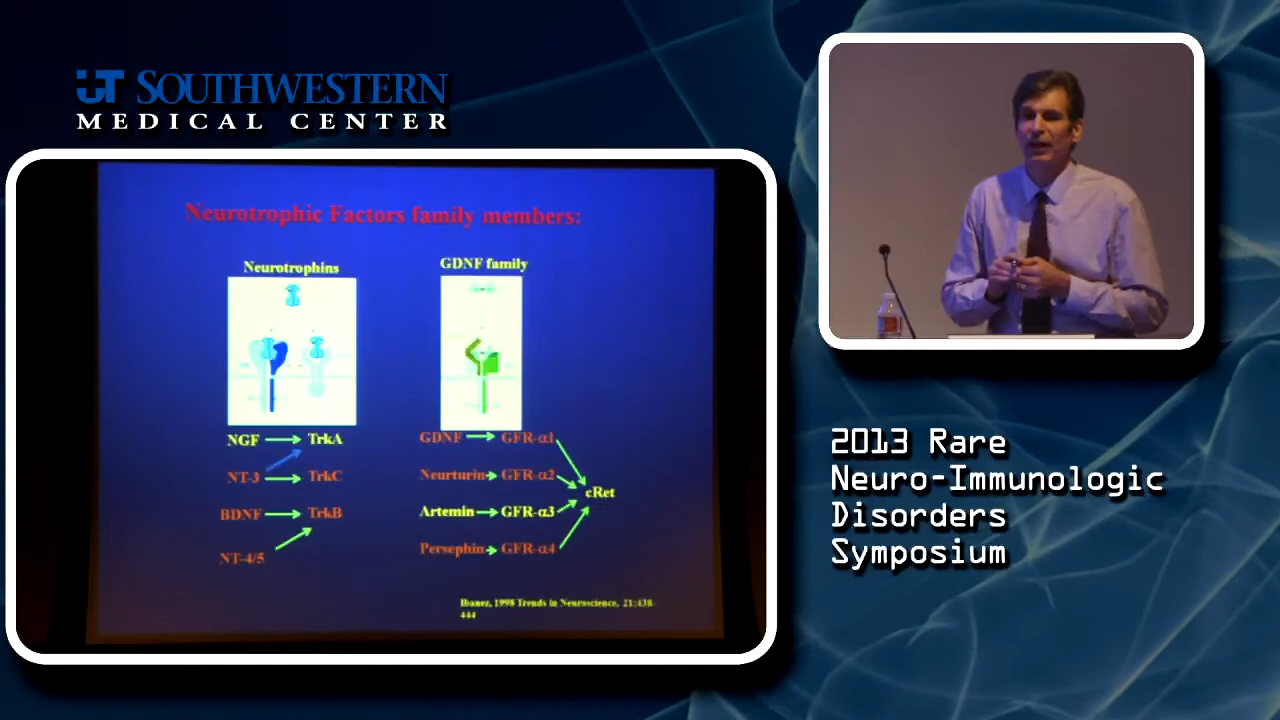 UT SOUTHWESTERN
MEDICAL CENTER
Neurotrophic Factors family members:
Neurotrophins
GDNF family
NGF TrkA
NT-3 TrkC
BDNF TrkB
NT-4/5
GDNF GFR-α1
Neurturin GFR-α2
cRet
Artemin GFR-α3
Persephin GFR-α4
Ibanez, 1998 Trends in Neuroscience, 21:438-
444
2013 Rare
Neuro-Immunologic
Disorders
Symposium